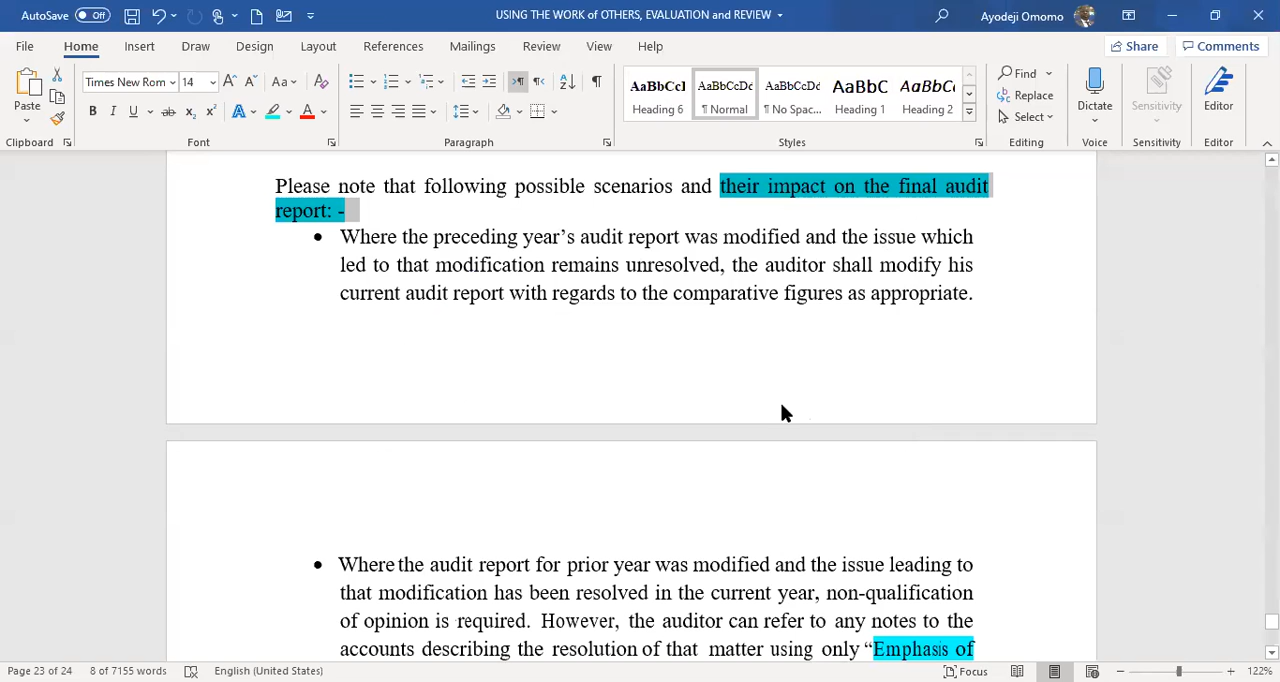 AutoSave Off USING THE WORK of OTHERS, EVALUATION and REVIEW Ayodeji Omomo
File Home Insert Draw Design Layout References Mailings Review View Help Share Comments
Paste Times New Rom 14 Aa AaBbCcI AaBbCcDc AaBbCcDc AaBbC AaBbC Find Replace Select Dictate Sensitivity Editor
Heading 6 ¶ Normal ¶ No Spac... Heading 1 Heading 2
Clipboard Font Paragraph Styles Editing Voice Sensitivity Editor
Please note that following possible scenarios and their impact on the final audit
report: -
• Where the preceding year’s audit report was modified and the issue which
led to that modification remains unresolved, the auditor shall modify his
current audit report with regards to the comparative figures as appropriate.
• Where the audit report for prior year was modified and the issue leading to
that modification has been resolved in the current year, non-qualification
of opinion is required. However, the auditor can refer to any notes to the
accounts describing the resolution of that matter using only “Emphasis of
Page 23 of 24 8 of 7155 words English (United States) Focus 122%